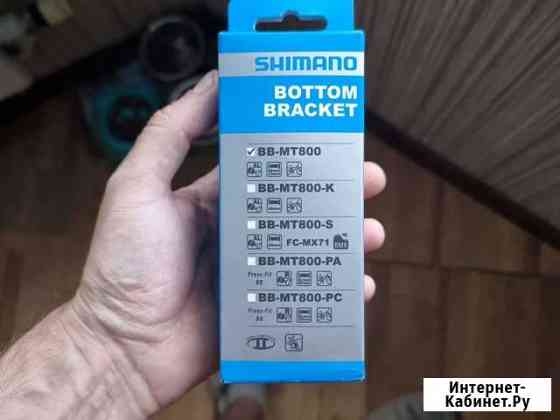 SHIMANO
BOTTOM
BRACKET
BB-MT800
BB-MT800-K
BB-MT800-S
FC-MX71
BB-MT800-PA
Press-Fit
BB-MT800-PC
Press-Fit
Интернет-
Кабинет.Ру